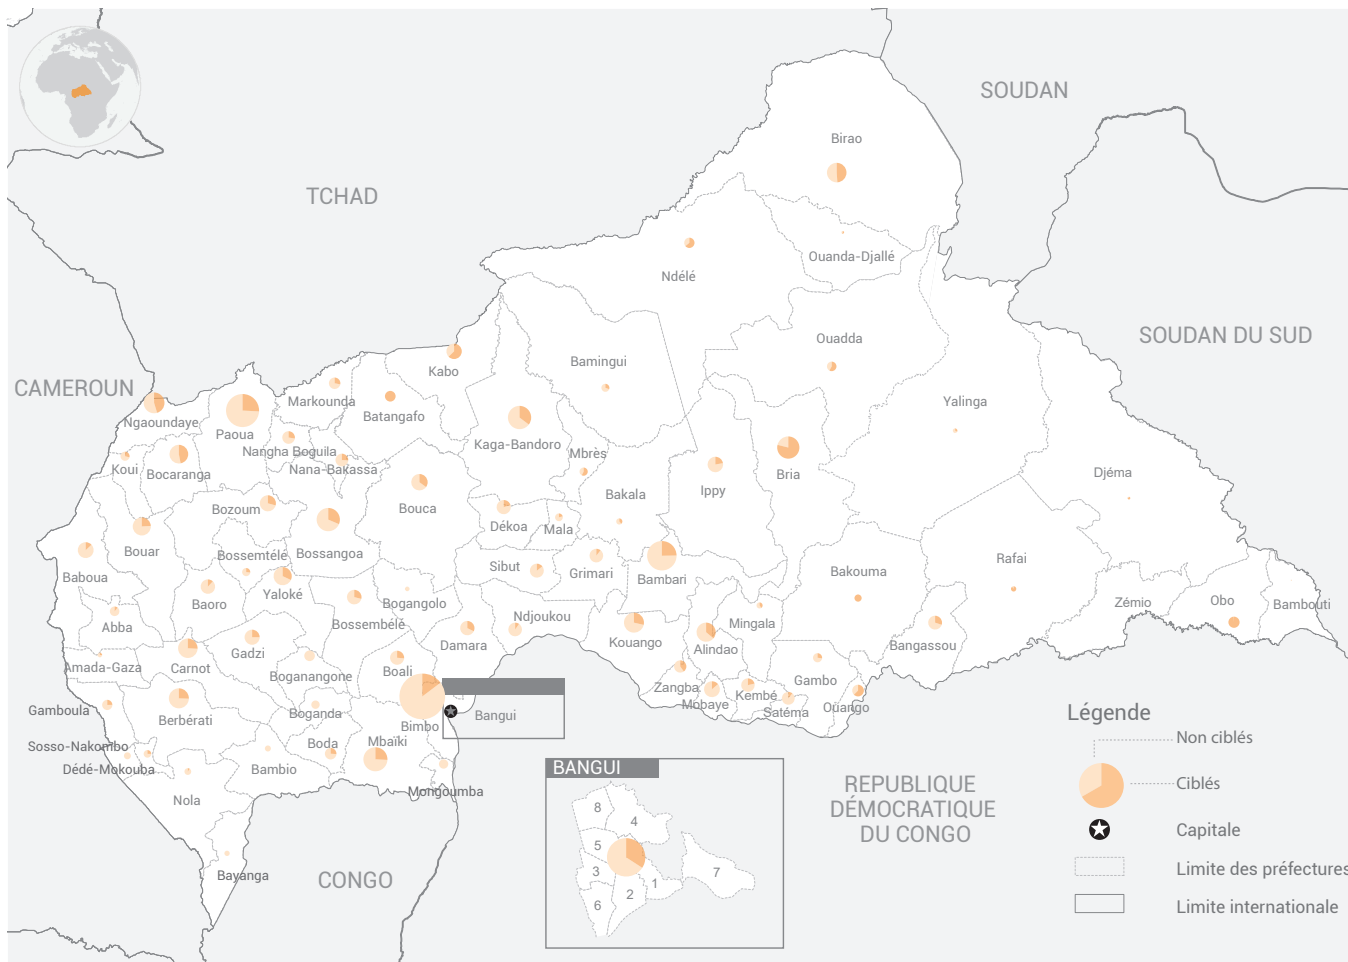 SOUDAN
Birao
TCHAD
Ouanda-Djallé
Ndélé
SOUDAN DU SUD
Ouadda
Bamingui
Kabo
CAMEROUN
Yalinga
Markounda
Batangafo
Ngaoundaye
Paoua
Kaga-Bandoro
Nangha Boguila
Mbrès
Koui
Bocaranga
Nana-Bakassa
Djéma
Ippy
Bria
Bakala
Bozoum
Bouca
Dékoa
Mala
Bouar
Bossangoa
Bossemtélé
Rafai
Sibut
Grimari
Baboua
Bambari
Bakouma
Yaloké
Baoro
Bogangolo
Obo
Zémio
Bambouti
Ndjoukou
Abba
Bossembélé
Mingala
Damara
Kouango
Bangassou
Alindao
Gadzi
Amada-Gaza
Carnot
Boali
Boganangone
Gambo
Zangba
Kembé
Mobaye
Satéma
Ouango
Gamboula
Berbérati
Boganda
Bangui
Bimbo
Légende
Non ciblés
Sosso-Nakombo
Boda
Mbaïki
Dédé-Mokouba
Bambio
BANGUI
Ciblés
REPUBLIQUE
DÉMOCRATIQUE
DU CONGO
Mongoumba
Nola
8
4
Capitale
5
3
7
1
2
6
Limite des préfectures
Bayanga
CONGO
Limite internationale